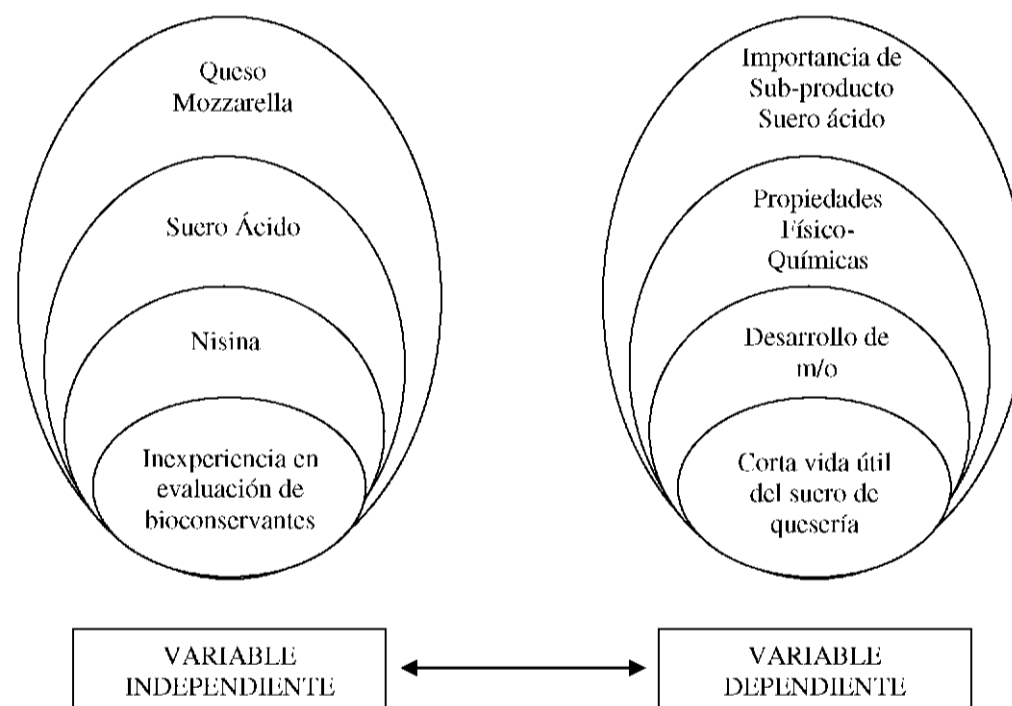 Queso
Mozzarella
Suero Ácido
Nisina
Inexperiencia en
evaluación de
bioconservantes
VARIABLE
INDEPENDIENTE
Importancia de
Sub-producto
Suero ácido
Propiedades
Físico-
Químicas
Desarrollo de
m/o
Corta vida útil
del suero de
quesería
VARIABLE
DEPENDIENTE